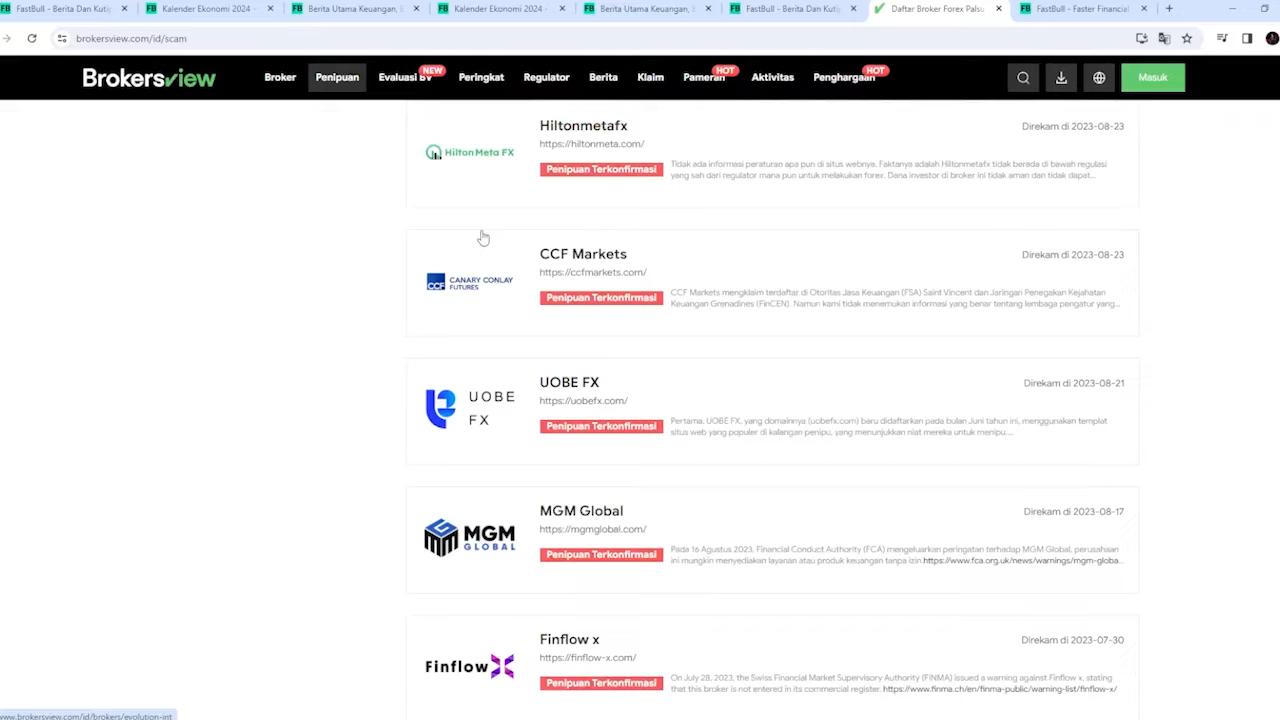 FastBull - Berita Dan Kutip
Kalender Ekonomi 2024 -
Berita Utama Keuangan, E
Kalender Ekonomi 2024 -
Berita Utama Keuangan, E
FastBull - Berita Dan Kutip
Daftar Broker Forex Palsu
FastBull - Faster Financial
brokersview.com/id/scam
Brokersview
Broker
Penipuan
Evaluasi BV
NEW
Peringkat
Regulator
Berita
Klaim
Pameran
HOT
Aktivitas
Penghargaan
HOT
Masuk
HiltonMeta FX
Hiltonmetafx
Direkam di 2023-08-23
https://hiltonmeta.com/
Penipuan Terkonfirmasi
Tidak ada informasi peraturan apa pun di situs webnya. Faktanya adalah Hiltonmetafx tidak berada di bawah regulasi
yang sah dari regulator mana pun untuk melakukan forex. Dana investor di broker ini tidak aman dan tidak dapat...
CCF CANARY CONLAY
FUTURES
CCF Markets
Direkam di 2023-08-23
https://ccfmarkets.com/
Penipuan Terkonfirmasi
CCF Markets mengklaim terdaftar di Otoritas Jasa Keuangan (FSA) Saint Vincent dan Jaringan Penegakan Kejahatan
Keuangan Grenadines (FinCEN). Namun kami tidak menemukan informasi yang benar tentang lembaga pengatur yang...
UOBE
FX
UOBE FX
Direkam di 2023-08-21
https://uobefx.com/
Penipuan Terkonfirmasi
Pertama, UOBE FX, yang domainnya (uobefx.com) baru didaftarkan pada bulan Juni tahun ini, menggunakan templat
situs web yang populer di kalangan penipu, yang menunjukkan niat mereka untuk menipu....
MGM
GLOBAL
MGM Global
Direkam di 2023-08-17
https://mgmglobal.com/
Penipuan Terkonfirmasi
Pada 16 Agustus 2023, Financial Conduct Authority (FCA) mengeluarkan peringatan terhadap MGM Global, perusahaan
ini mungkin menyediakan layanan atau produk keuangan tanpa izin.https://www.fca.org.uk/news/warnings/mgm-globa...
Finflow X
Finflow x
Direkam di 2023-07-30
https://finflow-x.com/
Penipuan Terkonfirmasi
On July 28, 2023, the Swiss Financial Market Supervisory Authority (FINMA) issued a warning against Finflow x, stating
that this broker is not entered in its commercial register. https://www.finma.ch/en/finma-public/warning-list/finflow-x/
www.brokersview.com/id/brokers/evolution-int